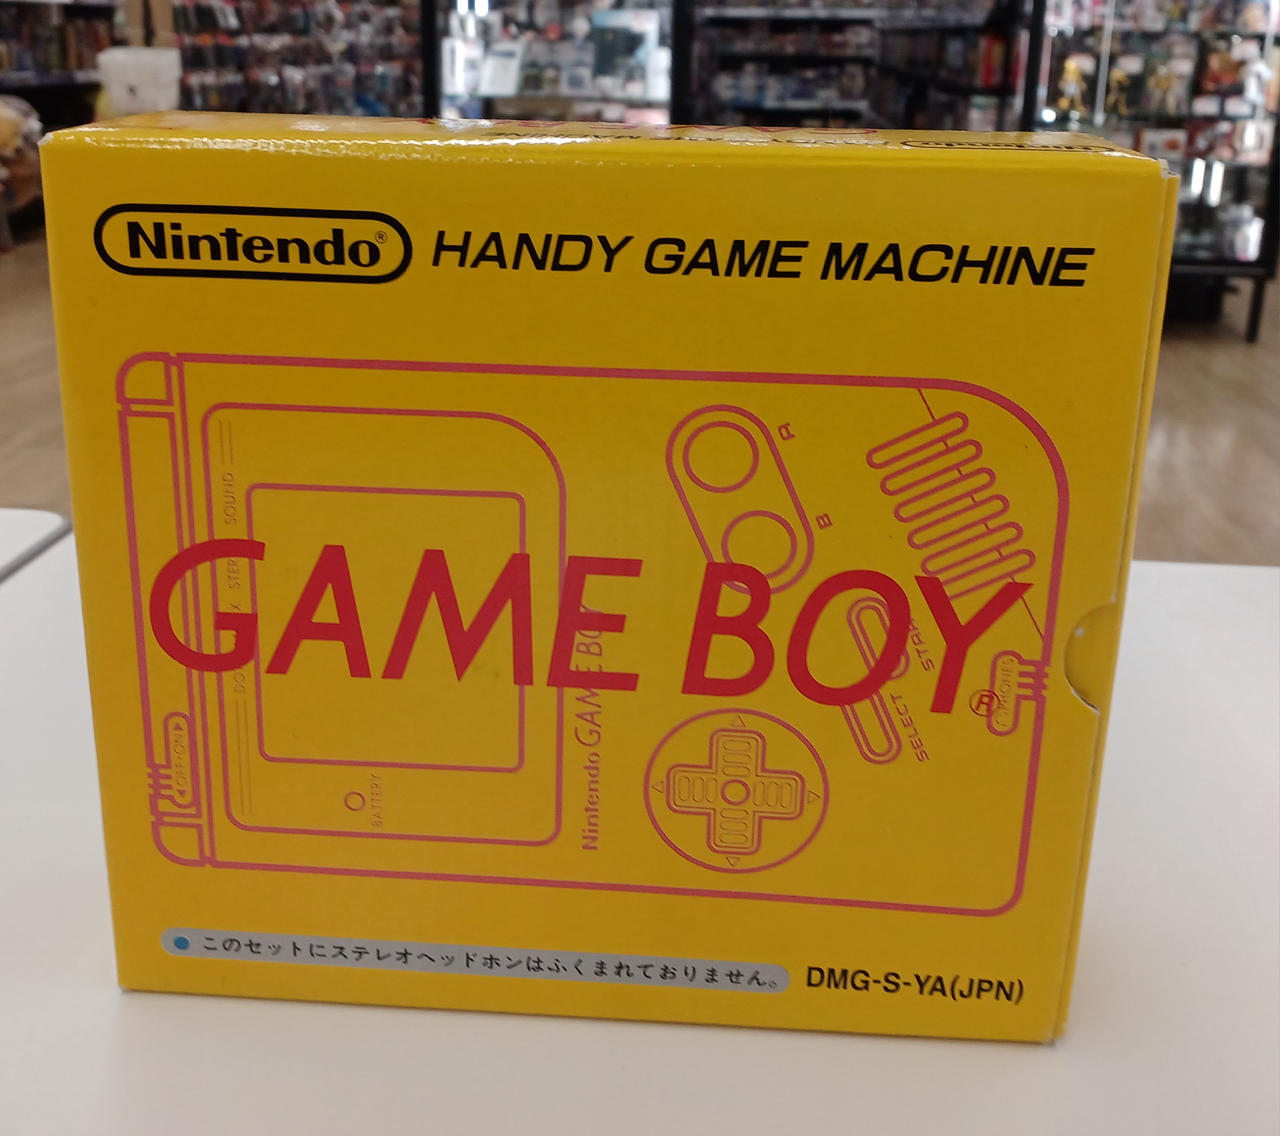 Nintendo®
HANDY GAME MACHINE
GAME BOY®
A
B
SELECT
BATTERY
◀OFF•ON▶
SOUND
Nintendo GAME BOY
●このセットにステレオヘッドホンはふくまれておりません。
DMG-S-YA(JPN)